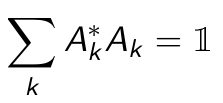 ∑_k A_k^* A_k = 𝟙